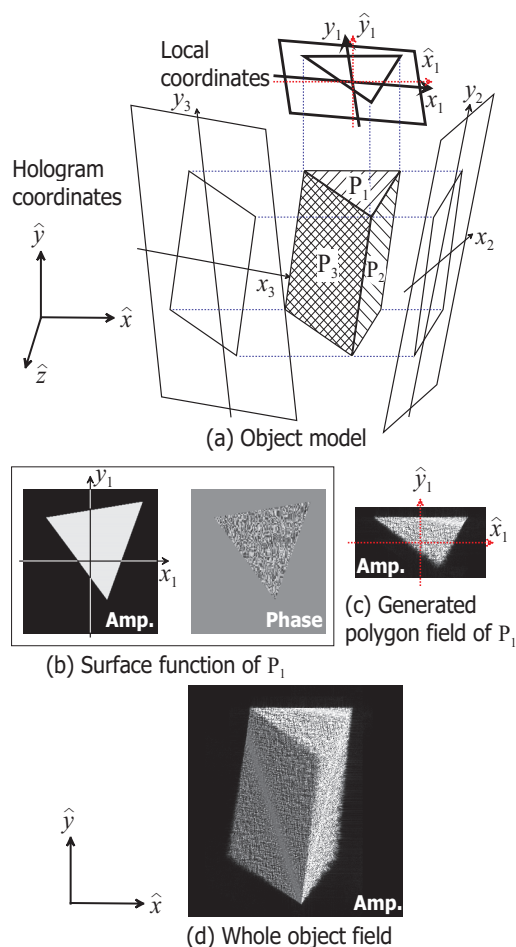 y₁ ŷ₁
Local
coordinates
x̂₁
x₁
y₃
y₂
Hologram
coordinates
P₁
ŷ
x₂
P₃ P₂
x₃
x̂
ẑ
(a) Object model
y₁
x₁
Amp.
Phase
ŷ₁
x̂₁
Amp.
(c) Generated
polygon field of P₁
(b) Surface function of P₁
ŷ
x̂
Amp.
(d) Whole object field